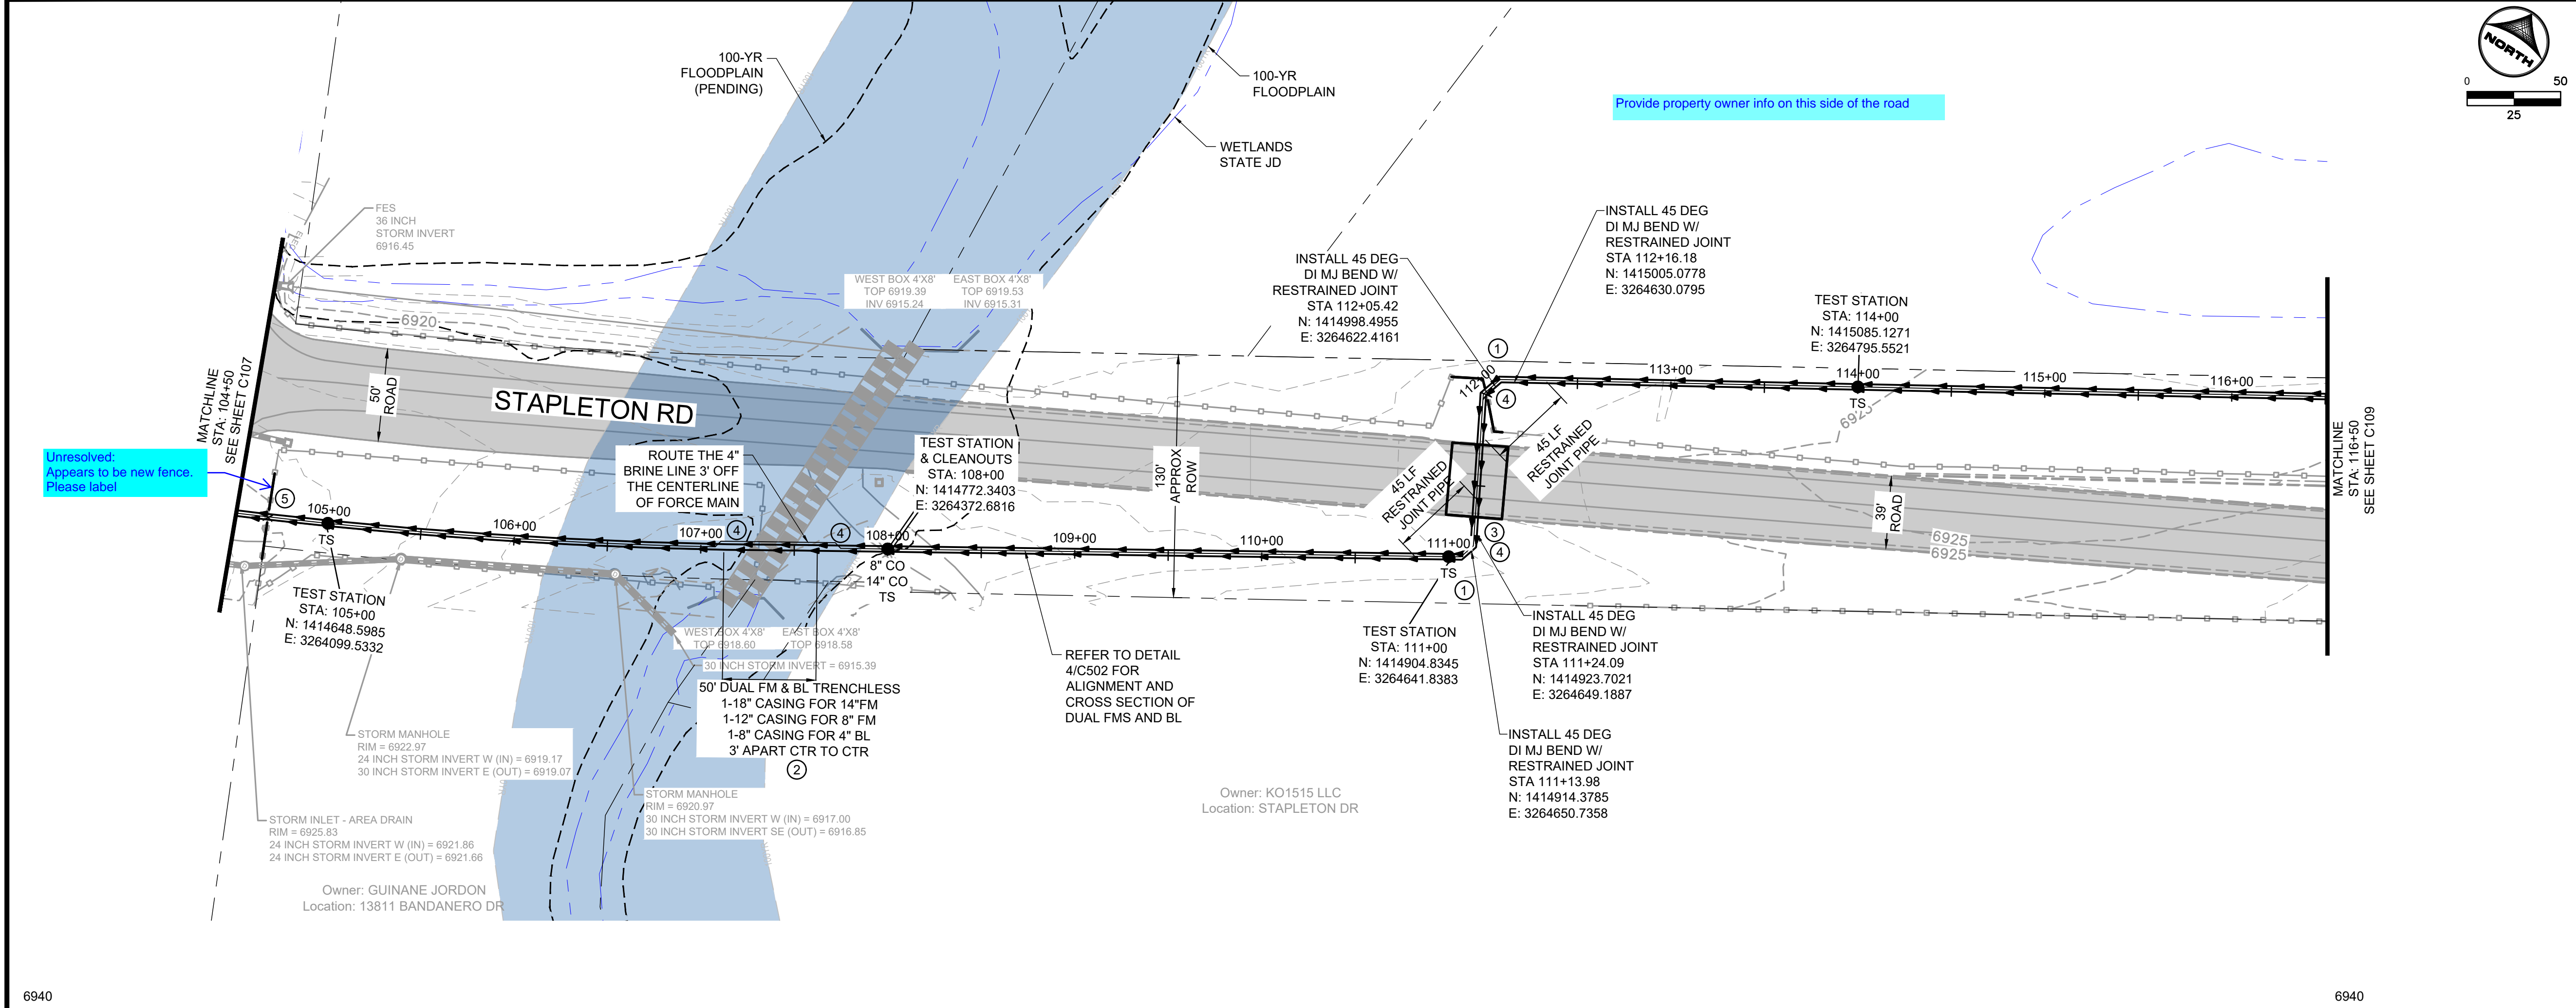 100-YR
FLOODPLAIN
(PENDING)
100-YR
FLOODPLAIN
WETLANDS
STATE JD
Provide property owner info on this side of the road
NORTH
0
50
25
FES
36 INCH
STORM INVERT
6916.45
6920
WEST BOX 4'X8'
TOP 6919.39
INV 6915.24
EAST BOX 4'X8'
TOP 6919.53
INV 6915.31
INSTALL 45 DEG
DI MJ BEND W/
RESTRAINED JOINT
STA 112+05.42
N: 1414998.4955
E: 3264622.4161
INSTALL 45 DEG
DI MJ BEND W/
RESTRAINED JOINT
STA 112+16.18
N: 1415005.0778
E: 3264630.0795
TEST STATION
STA: 114+00
N: 1415085.1271
E: 3264795.5521
MATCHLINE
STA: 104+50
SEE SHEET C107
50'
ROAD
STAPLETON RD
Unresolved:
Appears to be new fence.
Please label
ROUTE THE 4"
BRINE LINE 3' OFF
THE CENTERLINE
OF FORCE MAIN
TEST STATION
& CLEANOUTS
STA: 108+00
N: 1414772.3403
E: 3264372.6816
130'
APPROX
ROW
1
112+00
4
113+00
114+00
TS
115+00
116+00
6925
45 LF
RESTRAINED
JOINT PIPE
45 LF
RESTRAINED
JOINT PIPE
39'
ROAD
6925
6925
MATCHLINE
STA: 116+50
SEE SHEET C109
5
105+00
TS
106+00
107+00
4
4
108+00
8" CO
14" CO
TS
109+00
110+00
111+00
TS
3
4
1
TEST STATION
STA: 105+00
N: 1414648.5985
E: 3264099.5332
WEST BOX 4'X8'
TOP 6918.60
EAST BOX 4'X8'
TOP 6918.58
30 INCH STORM INVERT = 6915.39
50' DUAL FM & BL TRENCHLESS
1-18" CASING FOR 14"FM
1-12" CASING FOR 8" FM
1-8" CASING FOR 4" BL
3' APART CTR TO CTR
2
REFER TO DETAIL
4/C502 FOR
ALIGNMENT AND
CROSS SECTION OF
DUAL FMS AND BL
TEST STATION
STA: 111+00
N: 1414904.8345
E: 3264641.8383
INSTALL 45 DEG
DI MJ BEND W/
RESTRAINED JOINT
STA 111+24.09
N: 1414923.7021
E: 3264649.1887
INSTALL 45 DEG
DI MJ BEND W/
RESTRAINED JOINT
STA 111+13.98
N: 1414914.3785
E: 3264650.7358
STORM MANHOLE
RIM = 6922.97
24 INCH STORM INVERT W (IN) = 6919.17
30 INCH STORM INVERT E (OUT) = 6919.07
STORM MANHOLE
RIM = 6920.97
30 INCH STORM INVERT W (IN) = 6917.00
30 INCH STORM INVERT SE (OUT) = 6916.85
STORM INLET - AREA DRAIN
RIM = 6925.83
24 INCH STORM INVERT W (IN) = 6921.86
24 INCH STORM INVERT E (OUT) = 6921.66
Owner: KO1515 LLC
Location: STAPLETON DR
Owner: GUINANE JORDON
Location: 13811 BANDANERO DR
6940
6940